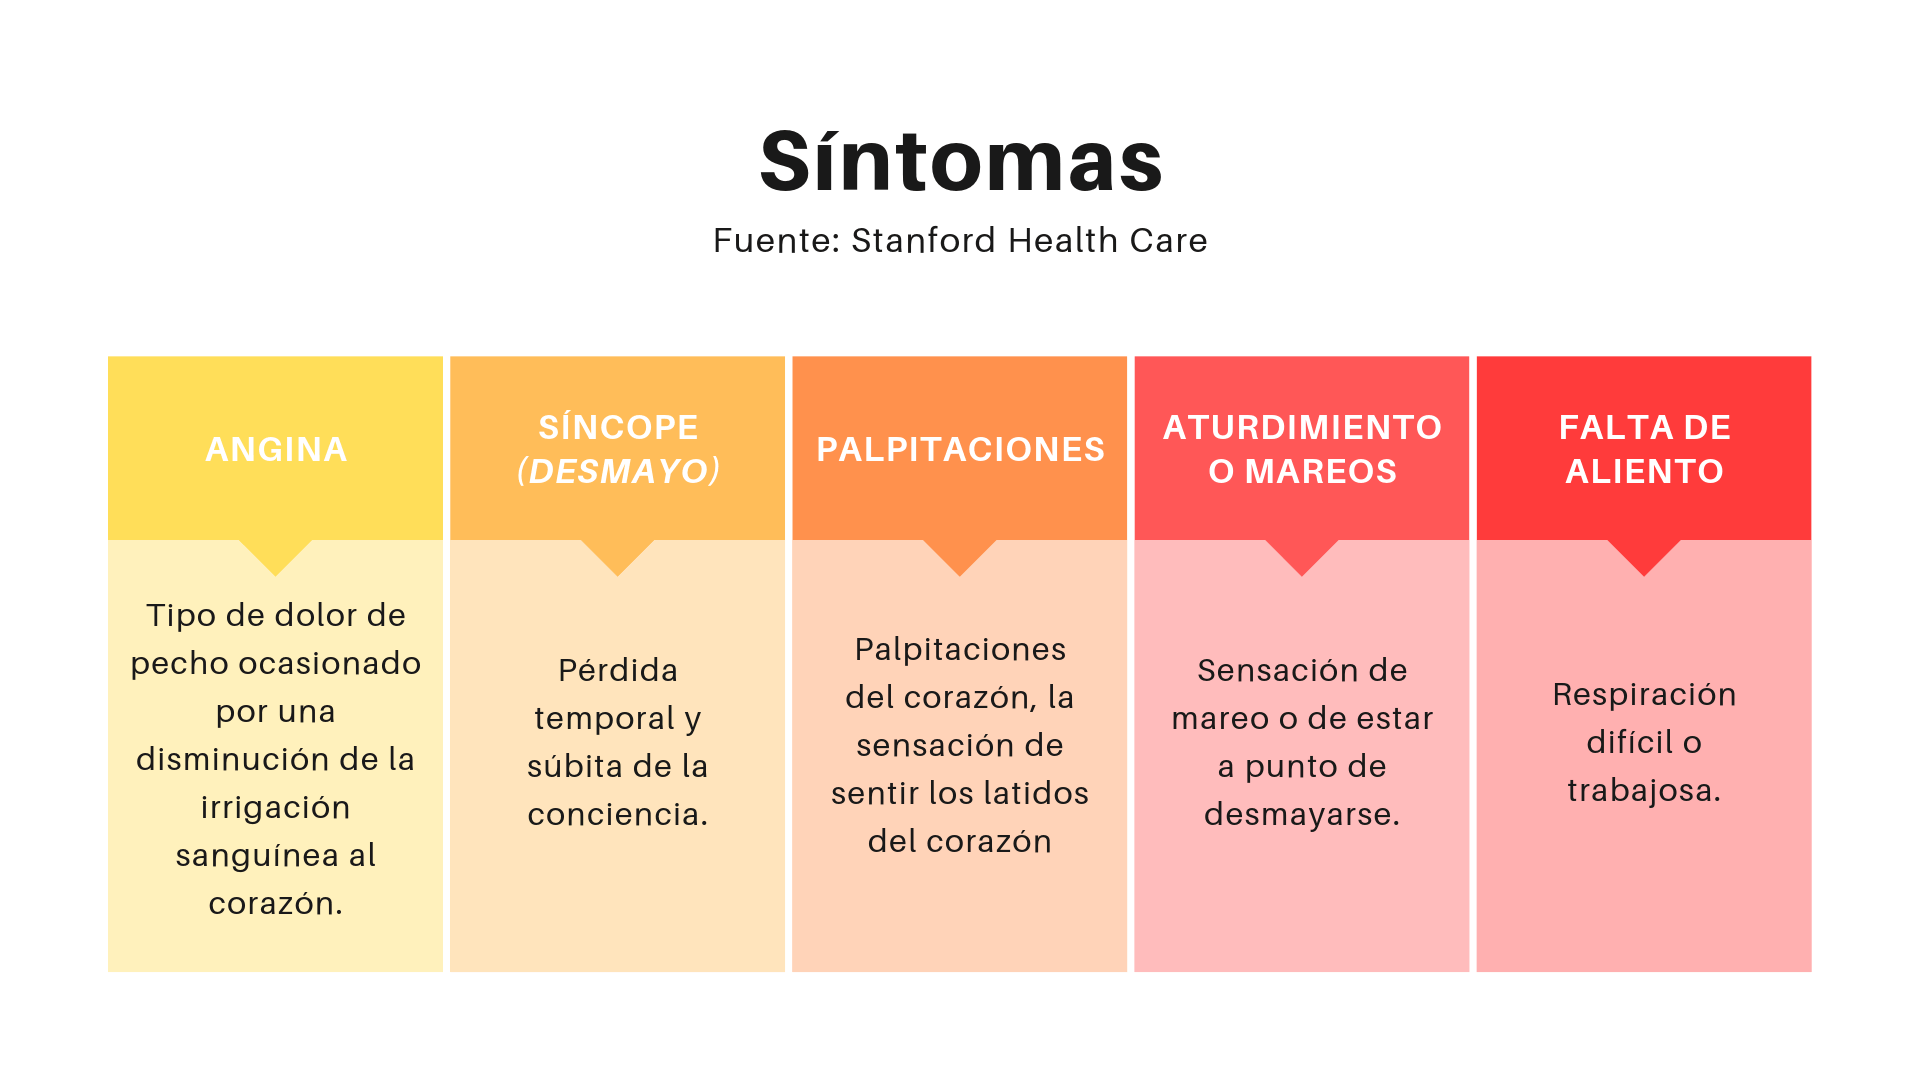 Síntomas
Fuente: Stanford Health Care
ANGINA
Tipo de dolor de
pecho ocasionado
por una
disminución de la
irrigación
sanguínea al
corazón.
SÍNCOPE
(DESMAYO)
Pérdida
temporal y
súbita de la
conciencia.
PALPITACIONES
Palpitaciones
del corazón, la
sensación de
sentir los latidos
del corazón
ATURDIMIENTO
O MAREOS
Sensación de
mareo o de estar
a punto de
desmayarse.
FALTA DE
ALIENTO
Respiración
difícil o
trabajosa.